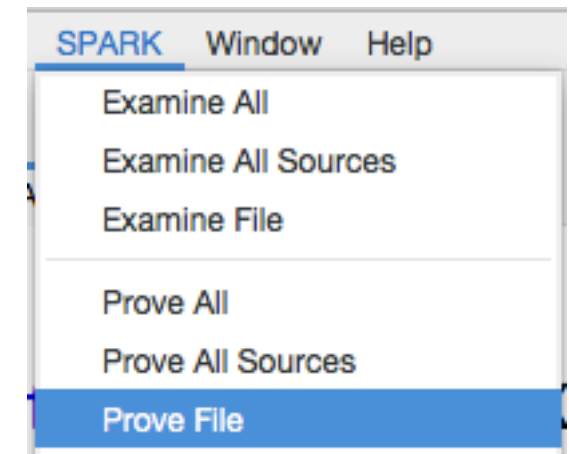 SPARK Window Help
Examine All
Examine All Sources
Examine File
Prove All
Prove All Sources
Prove File